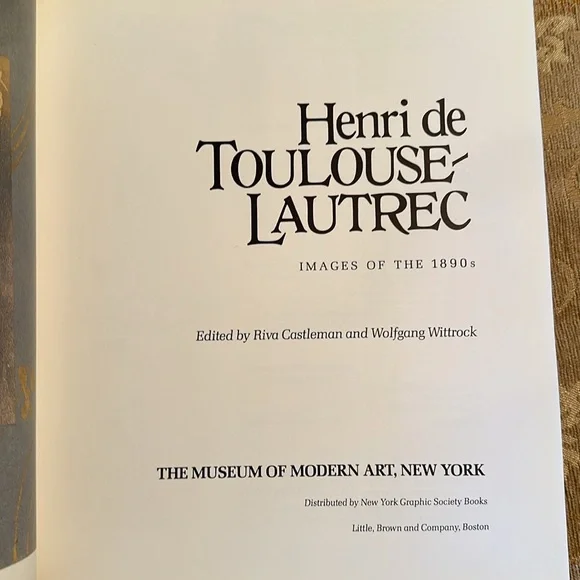 Henri de
TOULOUSE-
LAUTREC
IMAGES OF THE 1890s
Edited by Riva Castleman and Wolfgang Wittrock
THE MUSEUM OF MODERN ART, NEW YORK
Distributed by New York Graphic Society Books
Little, Brown and Company, Boston